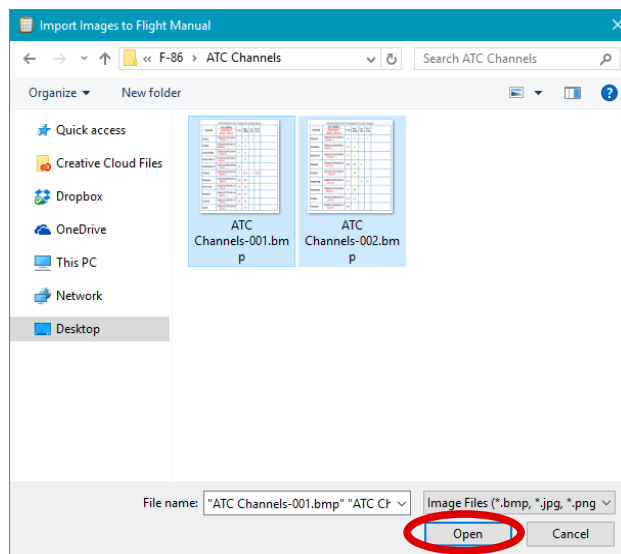 Import Images to Flight Manual
« F-86 › ATC Channels
Search ATC Channels
Organize
New folder
Quick access
Creative Cloud Files
Dropbox
OneDrive
This PC
Network
Desktop
ATC
Channels-001.bm
p
ATC
Channels-002.bm
p
File name: "ATC Channels-001.bmp" "ATC Ch
Image Files (*.bmp, *.jpg, *.png
Open
Cancel